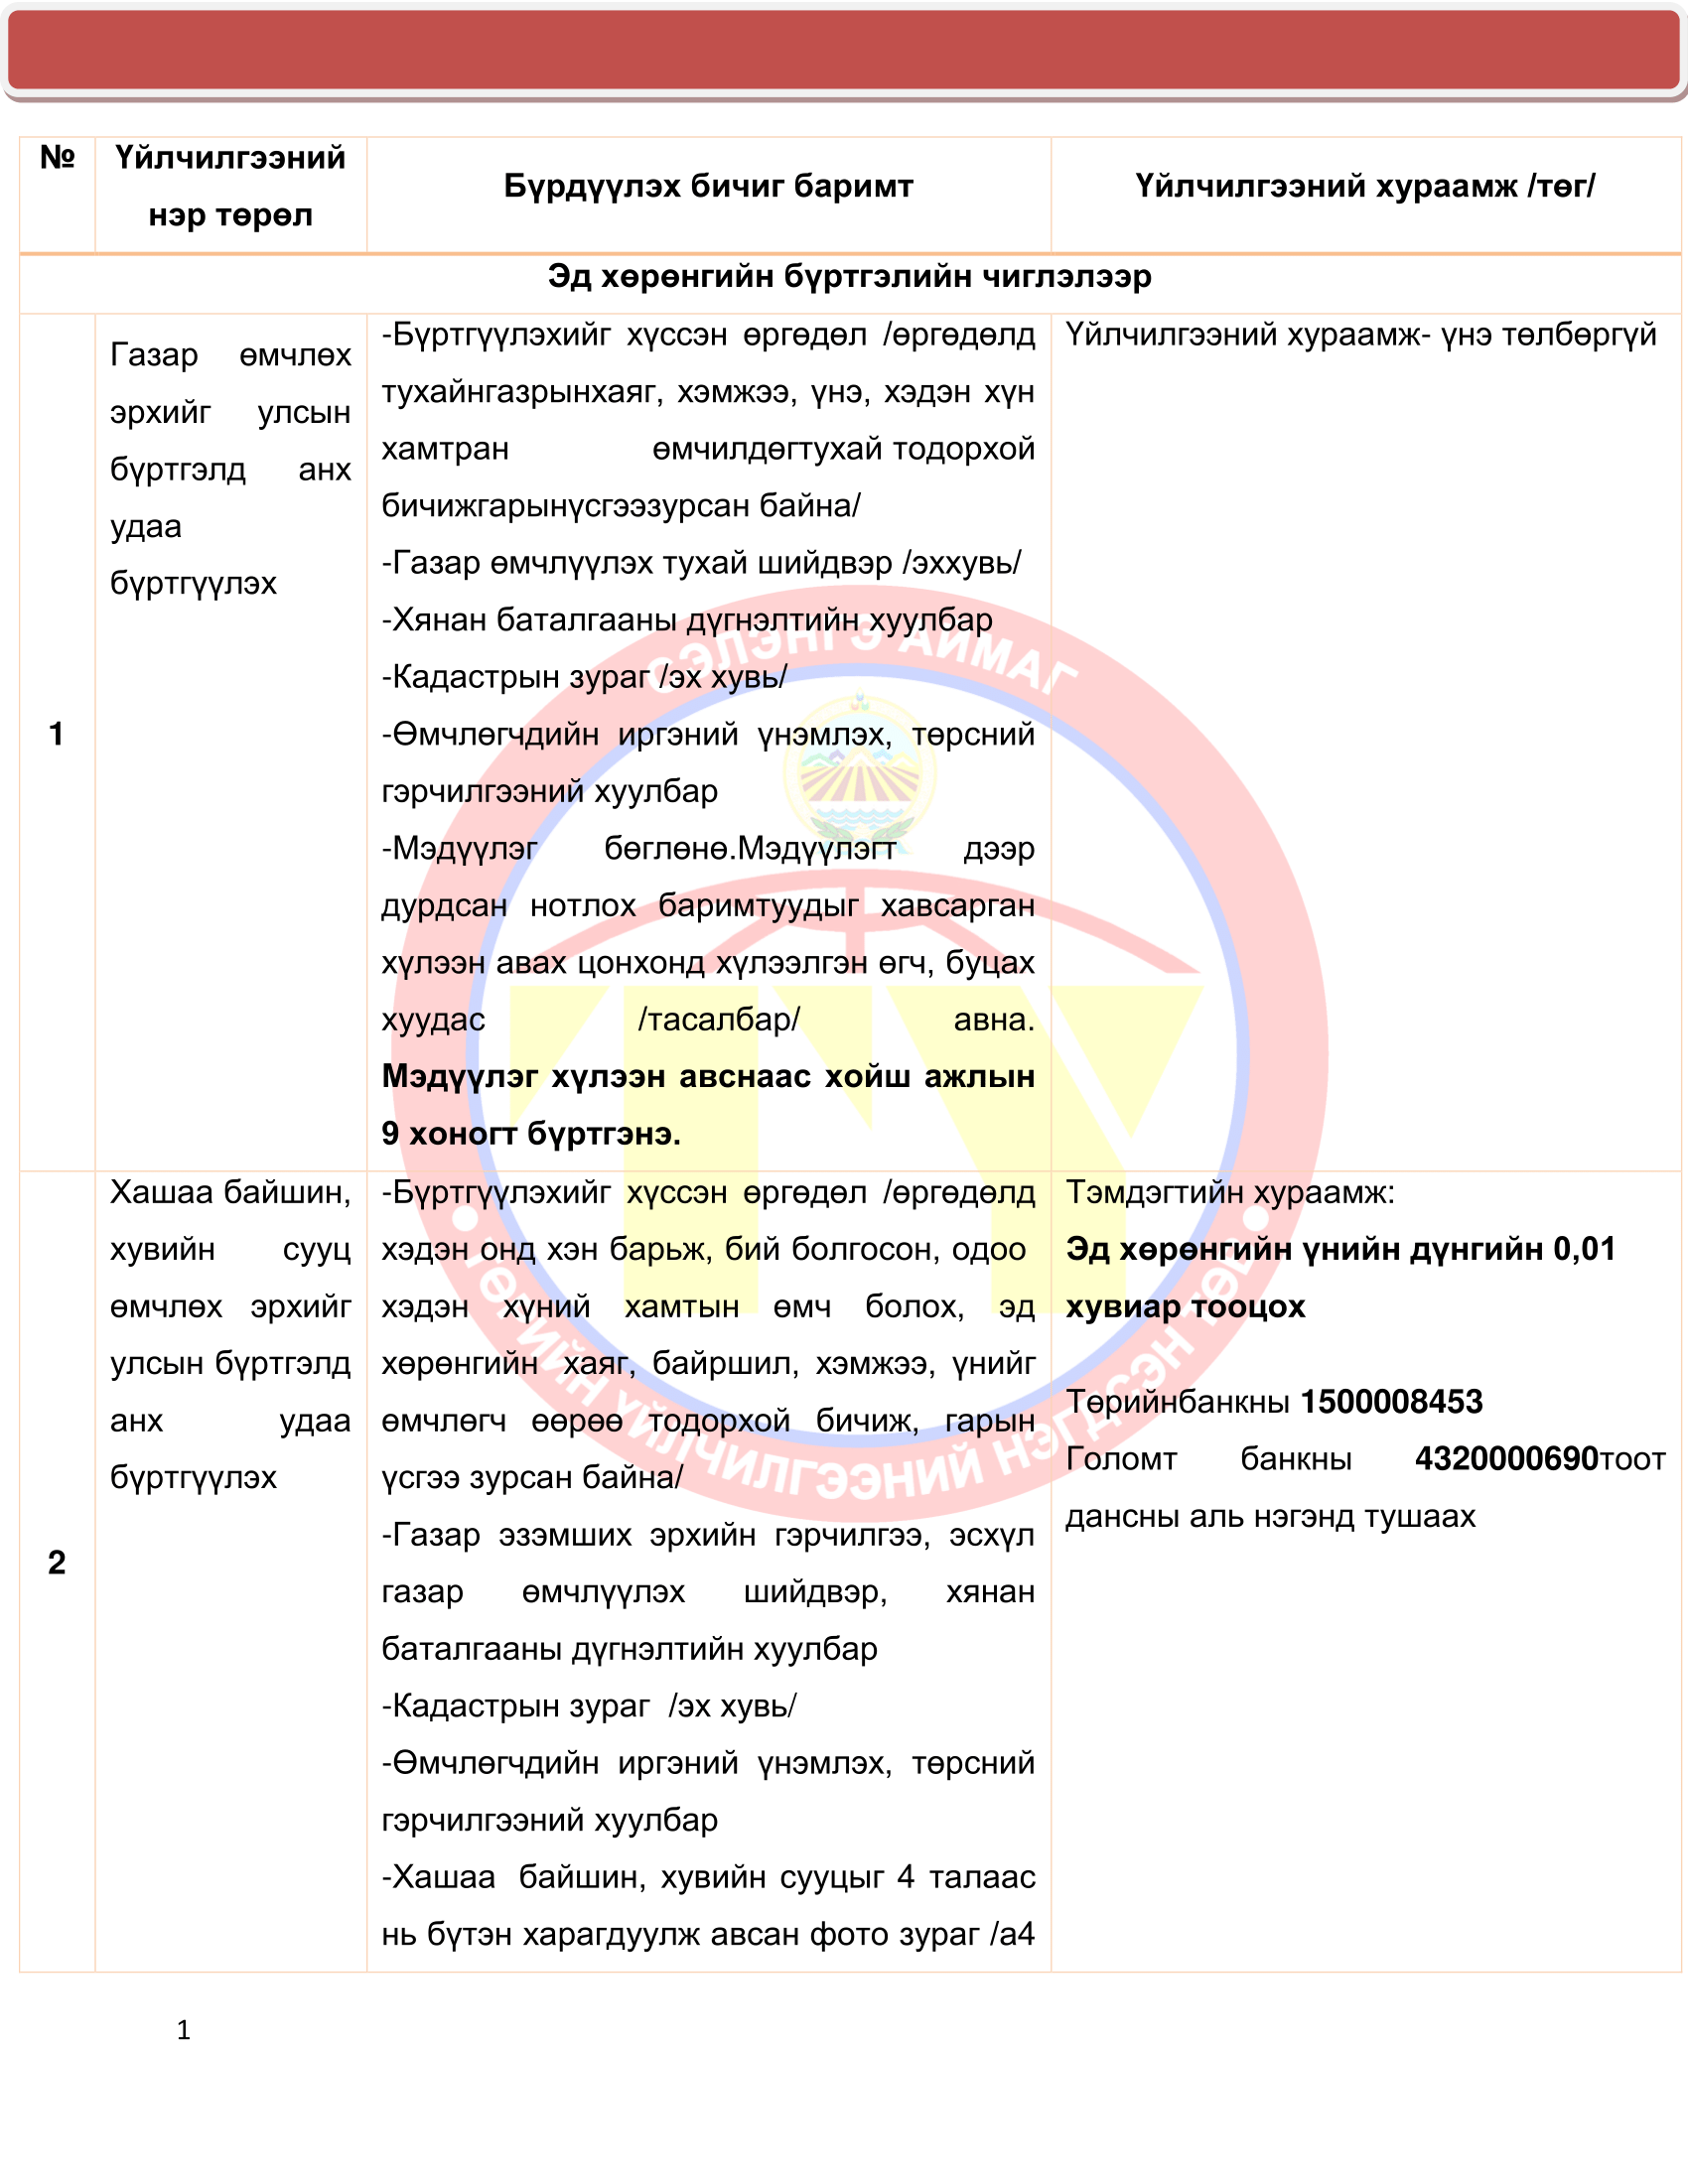 №
Үйлчилгээний
нэр төрөл
Бүрдүүлэх бичиг баримт
Үйлчилгээний хураамж /төг/
Эд хөрөнгийн бүртгэлийн чиглэлээр
1
Газар өмчлөх
эрхийг улсын
бүртгэлд анх
удаа
бүртгүүлэх
-Бүртгүүлэхийг хүссэн өргөдөл /өргөдөлд
тухайнгазрынхаяг, хэмжээ, үнэ, хэдэн хүн
хамтран өмчилдөгтухай тодорхой
бичижгарынүсгээзурсан байна/
-Газар өмчлүүлэх тухай шийдвэр /эххувь/
-Хянан баталгааны дүгнэлтийн хуулбар
-Кадастрын зураг /эх хувь/
-Өмчлөгчдийн иргэний үнэмлэх, төрсний
гэрчилгээний хуулбар
-Мэдүүлэг бөглөнө.Мэдүүлэгт дээр
дурдсан нотлох баримтуудыг хавсарган
хүлээн авах цонхонд хүлээлгэн өгч, буцах
хуудас /тасалбар/ авна.
Мэдүүлэг хүлээн авснаас хойш ажлын
9 хоногт бүртгэнэ.
Үйлчилгээний хураамж- үнэ төлбөргүй
2
Хашаа байшин,
хувийн сууц
өмчлөх эрхийг
улсын бүртгэлд
анх удаа
бүртгүүлэх
-Бүртгүүлэхийг хүссэн өргөдөл /өргөдөлд
хэдэн онд хэн барьж, бий болгосон, одоо
хэдэн хүний хамтын өмч болох, эд
хөрөнгийн хаяг, байршил, хэмжээ, үнийг
өмчлөгч өөрөө тодорхой бичиж, гарын
үсгээ зурсан байна/
-Газар эзэмших эрхийн гэрчилгээ, эсхүл
газар өмчлүүлэх шийдвэр, хянан
баталгааны дүгнэлтийн хуулбар
-Кадастрын зураг /эх хувь/
-Өмчлөгчдийн иргэний үнэмлэх, төрсний
гэрчилгээний хуулбар
-Хашаа байшин, хувийн сууцыг 4 талаас
нь бүтэн харагдуулж авсан фото зураг /а4
Тэмдэгтийн хураамж:
Эд хөрөнгийн үнийн дүнгийн 0,01
хувиар тооцох
Төрийнбанкны 1500008453
Голомт банкны 4320000690тоот
дансны аль нэгэнд тушаах
СЭЛЭНГЭ АЙМАГ
ТӨРИЙН ҮЙЛЧИЛГЭЭНИЙ НЭГДСЭН ТӨВ
ТҮ
1